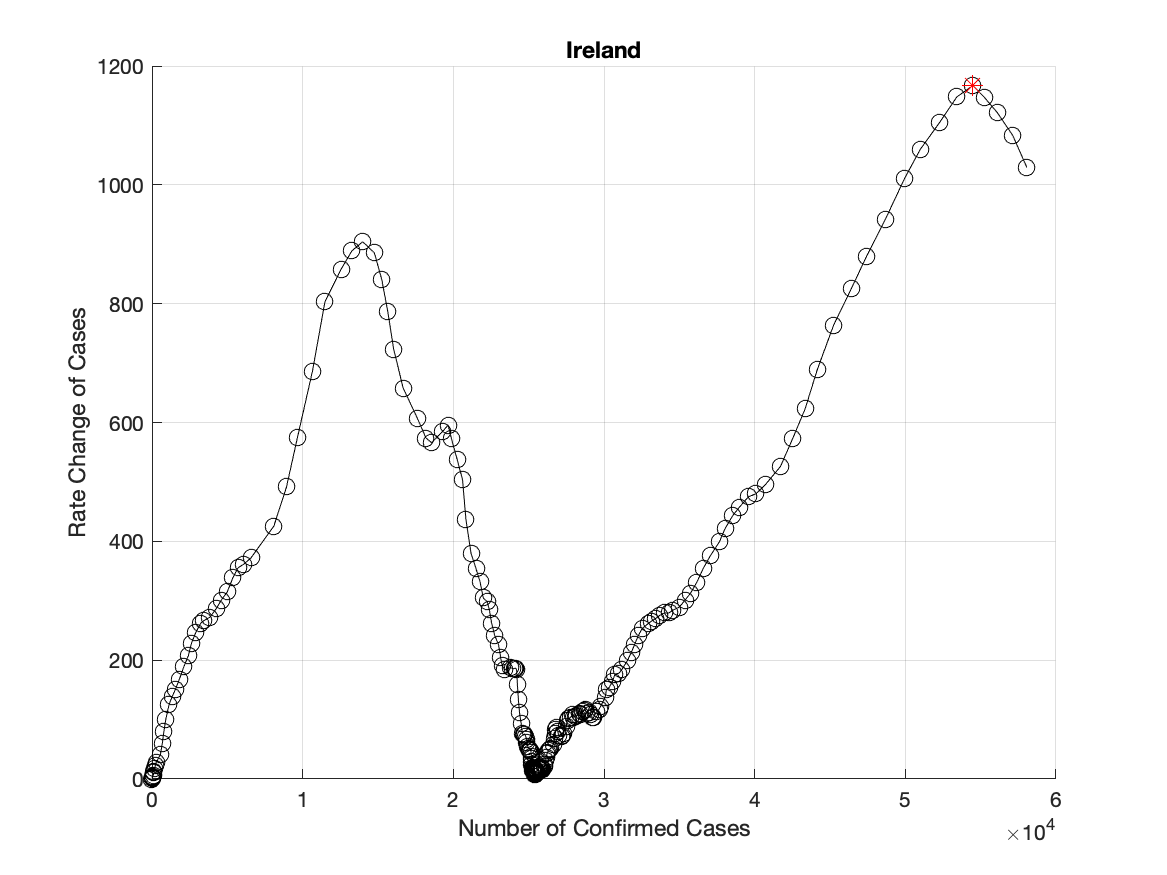 Ireland
1200
1000
800
600
400
200
0
Rate Change of Cases
0 1 2 3 4 5 6
Number of Confirmed Cases
×10⁴